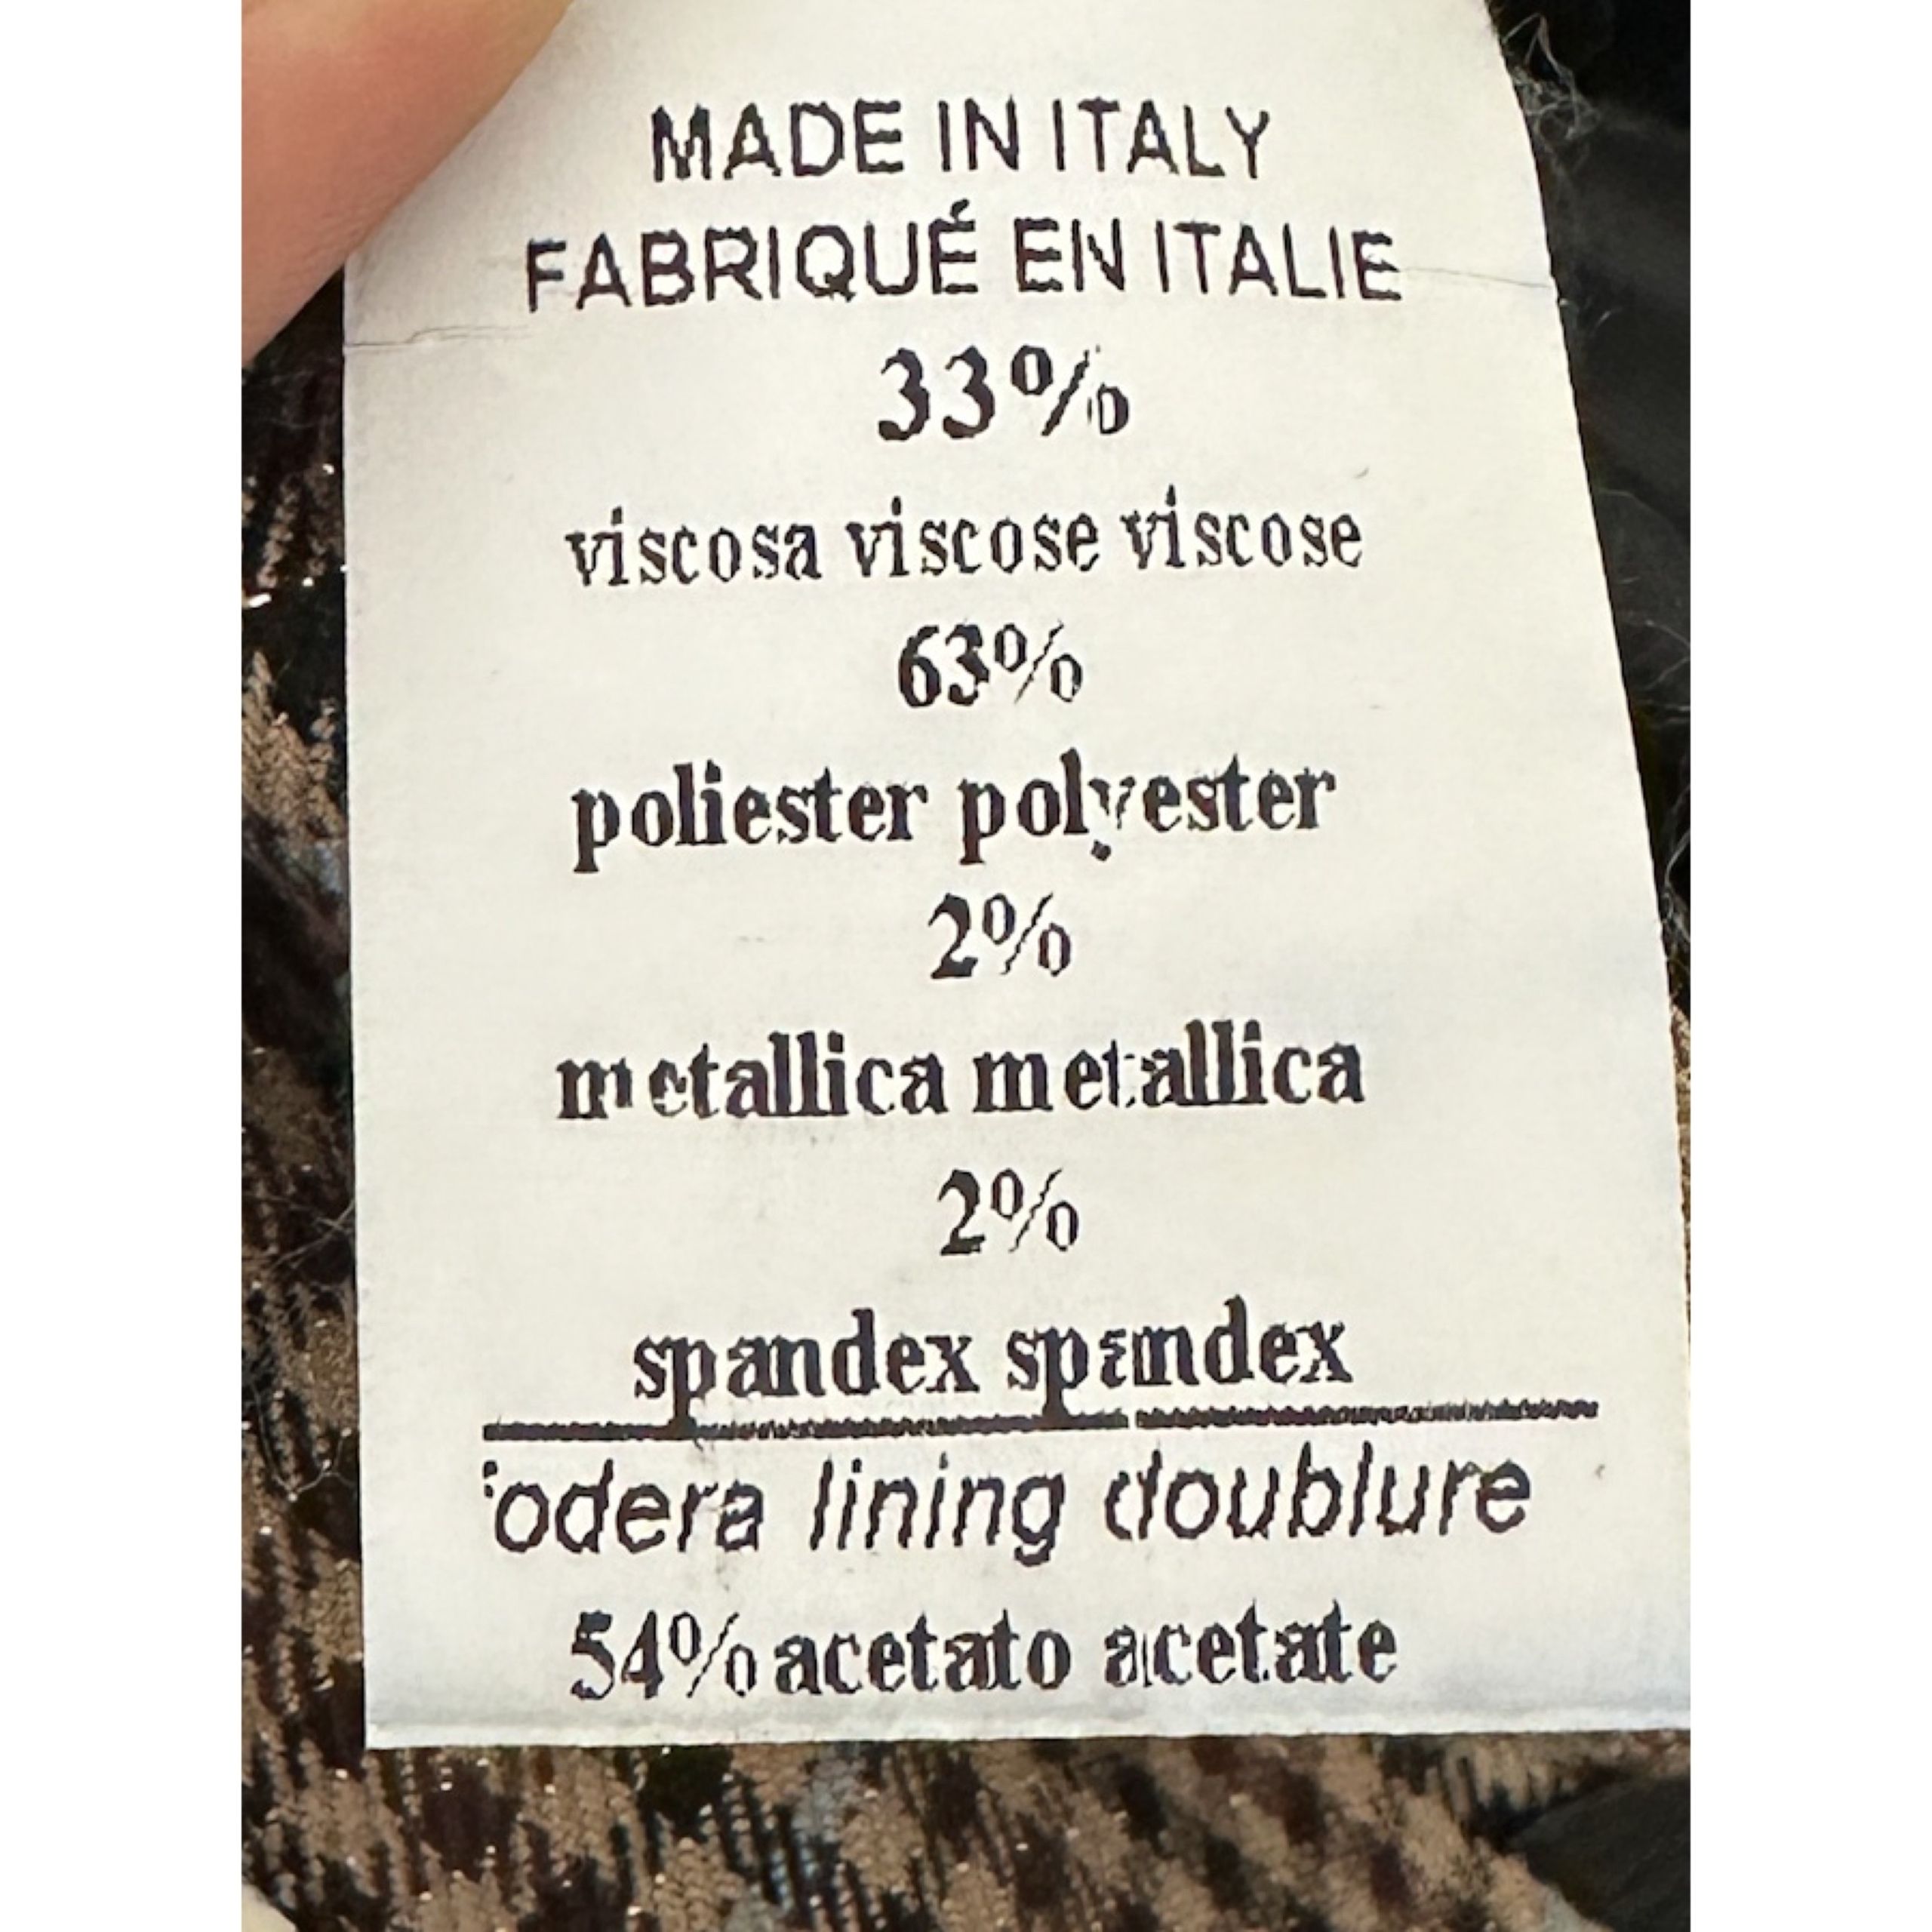 MADE IN ITALY
FABRIQUÉ EN ITALIE
33%
viscosa viscose viscose
63%
poliester polyester
2%
metallica metallica
2%
spandex spandex
fodera lining doublure
54% acetato acetate